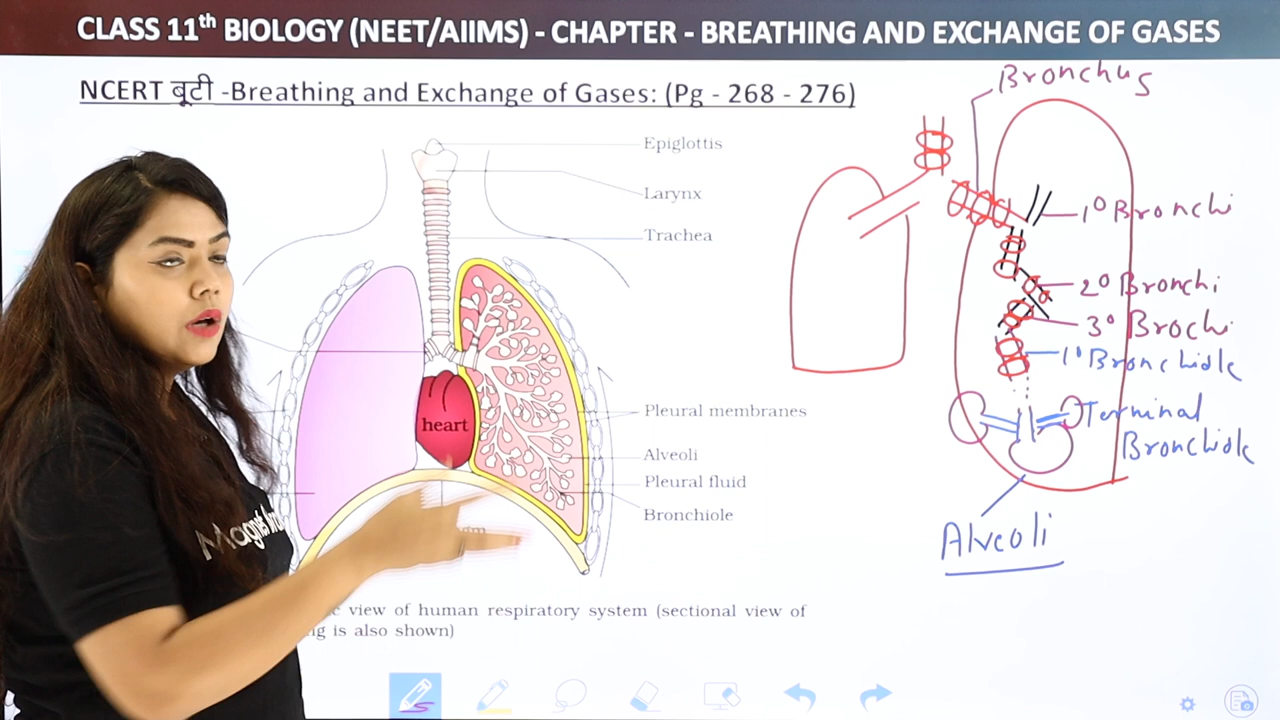 CLASS 11th BIOLOGY (NEET/AIIMS) - CHAPTER - BREATHING AND EXCHANGE OF GASES
NCERT बूटी -Breathing and Exchange of Gases: (Pg - 268 - 276)
Bronchus
Epiglottis
Larynx
Trachea
1° Bronchi
2° Bronchi
3° Brochi
1° Bronchiole
heart
Pleural membranes
Terminal
Bronchiole
Alveoli
Pleural fluid
Bronchiole
Alveoli
view of human respiratory system (sectional view of
is also shown)